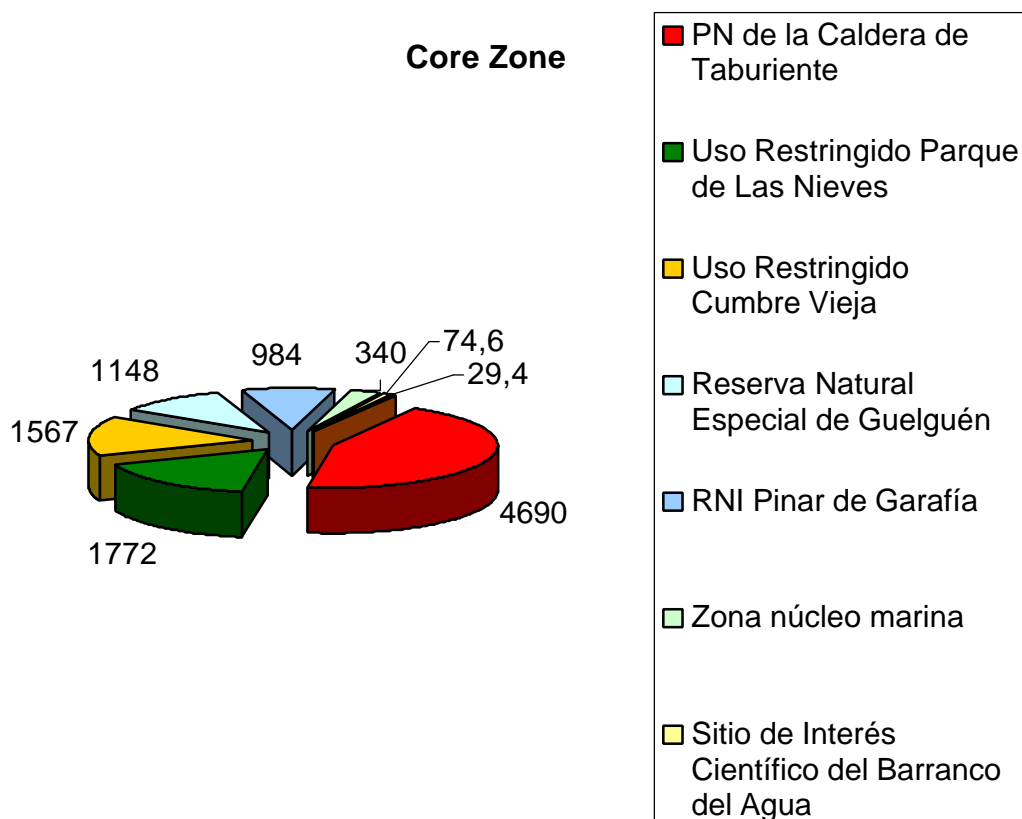 Core Zone
PN de la Caldera de
Taburiente
Uso Restringido Parque
de Las Nieves
Uso Restringido
Cumbre Vieja
Reserva Natural
Especial de Guelguén
RNI Pinar de Garafía
Zona núcleo marina
Sitio de Interés
Científico del Barranco
del Agua
74,6
984
340
29,4
1148
1567
4690
1772